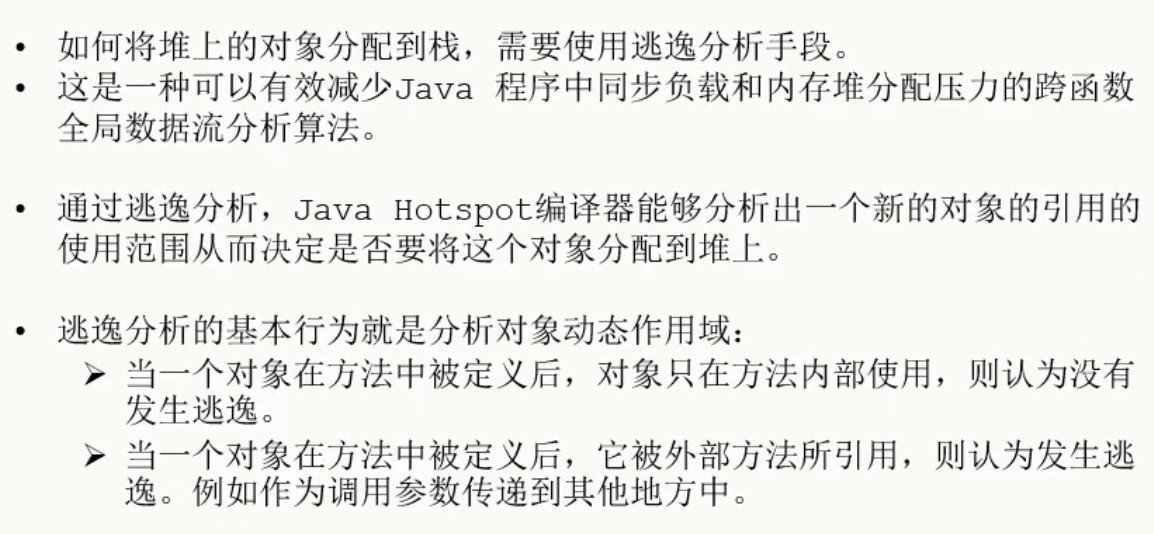 • 如何将堆上的对象分配到栈，需要使用逃逸分析手段。
• 这是一种可以有效减少Java 程序中同步负载和内存堆分配压力的跨函数
全局数据流分析算法。
• 通过逃逸分析，Java Hotspot编译器能够分析出一个新的对象的引用的
使用范围从而决定是否要将这个对象分配到堆上。
• 逃逸分析的基本行为就是分析对象动态作用域：
➢ 当一个对象在方法中被定义后，对象只在方法内部使用，则认为没有
发生逃逸。
➢ 当一个对象在方法中被定义后，它被外部方法所引用，则认为发生逃
逸。例如作为调用参数传递到其他地方中。